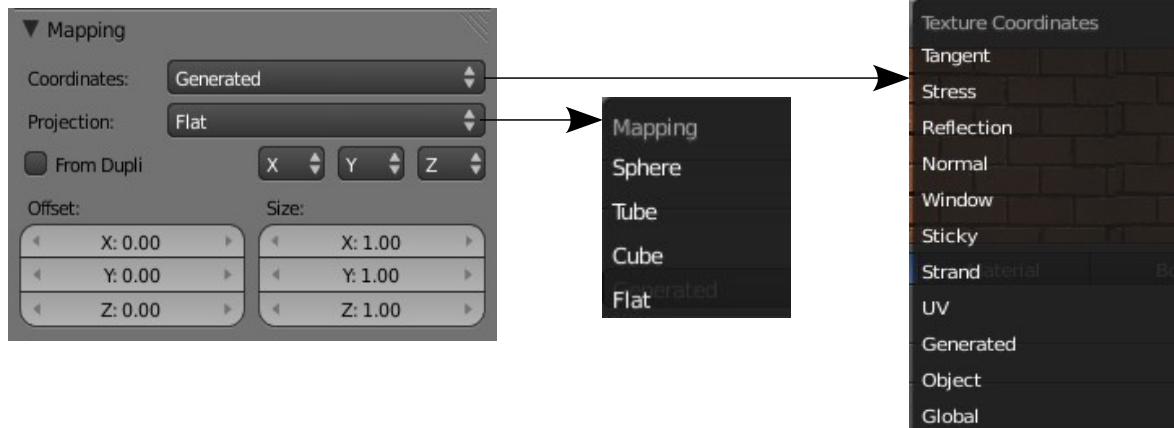 Mapping
Coordinates: Generated
Projection: Flat
From Dupli X Y Z
Offset: Size:
X: 0.00 X: 1.00
Y: 0.00 Y: 1.00
Z: 0.00 Z: 1.00
Mapping
Sphere
Tube
Cube
Generated
Flat
Texture Coordinates
Tangent
Stress
Reflection
Normal
Window
Sticky
Strand Material
UV
Generated
Object
Global